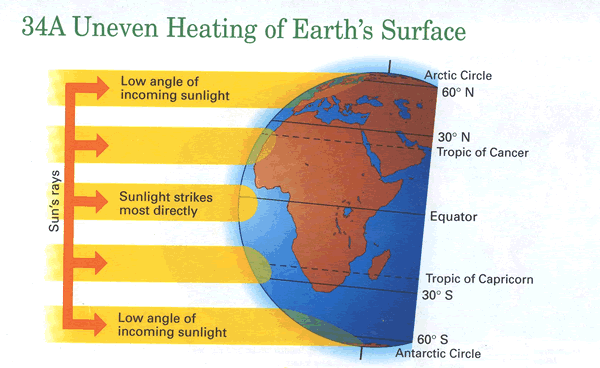 34A Uneven Heating of Earth's Surface
Low angle of
incoming sunlight
Sunlight strikes
most directly
Low angle of
incoming sunlight
Sun's rays
Arctic Circle
60° N
30° N
Tropic of Cancer
Equator
Tropic of Capricorn
30° S
60° S
Antarctic Circle